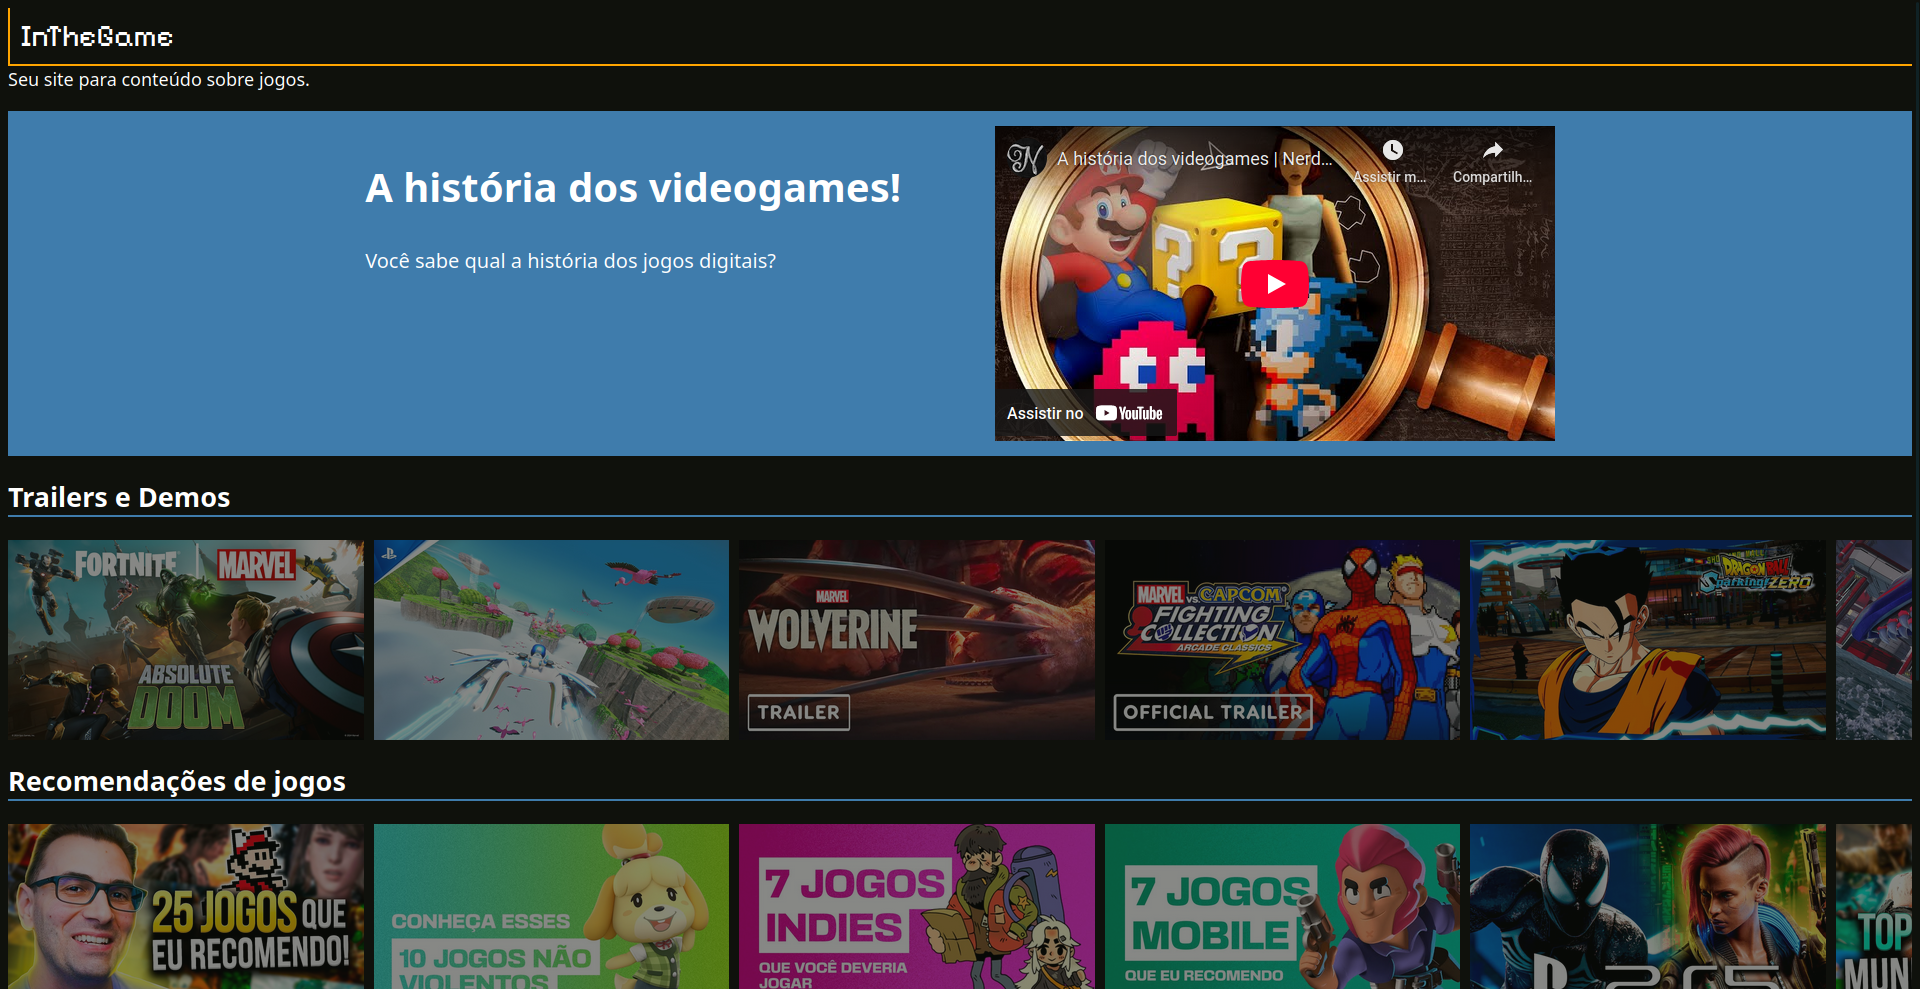 InTheGame
Seu site para conteúdo sobre jogos.
A história dos videogames!
Você sabe qual a história dos jogos digitais?
A história dos videogames | Nerd...
Assistir m...
Compartilh...
? ?
Assistir no YouTube
Trailers e Demos
FORTNITE | MARVEL
ABSOLUTE
DOOM
MARVEL
WOLVERINE
TRAILER
MARVEL VS. CAPCOM
FIGHTING
COLLECTION
ARCADE CLASSICS
OFFICIAL TRAILER
DRAGON BALL
Sparking! ZERO
Recomendações de jogos
25 JOGOS QUE
EU RECOMENDO!
CONHEÇA ESSES
10 JOGOS NÃO
VIOLENTOS
7 JOGOS
INDIES
QUE VOCÊ DEVERIA
JOGAR
7 JOGOS
MOBILE
QUE EU RECOMENDO
PS5
TOP
MUN